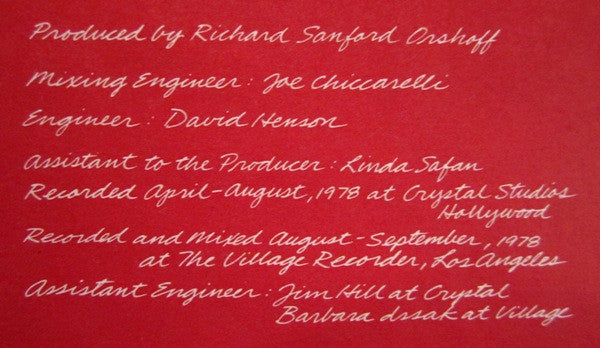 Produced by Richard Sanford Orshoff
Mixing Engineer: Joe Chiccarelli
Engineer: David Henson
Assistant to the Producer: Linda Safan
Recorded April-August, 1978 at Crystal Studios
Hollywood
Recorded and Mixed August-September, 1978
at The Village Recorder, Los Angeles
Assistant Engineer: Jim Hill at Crystal
Barbara Issak at Village